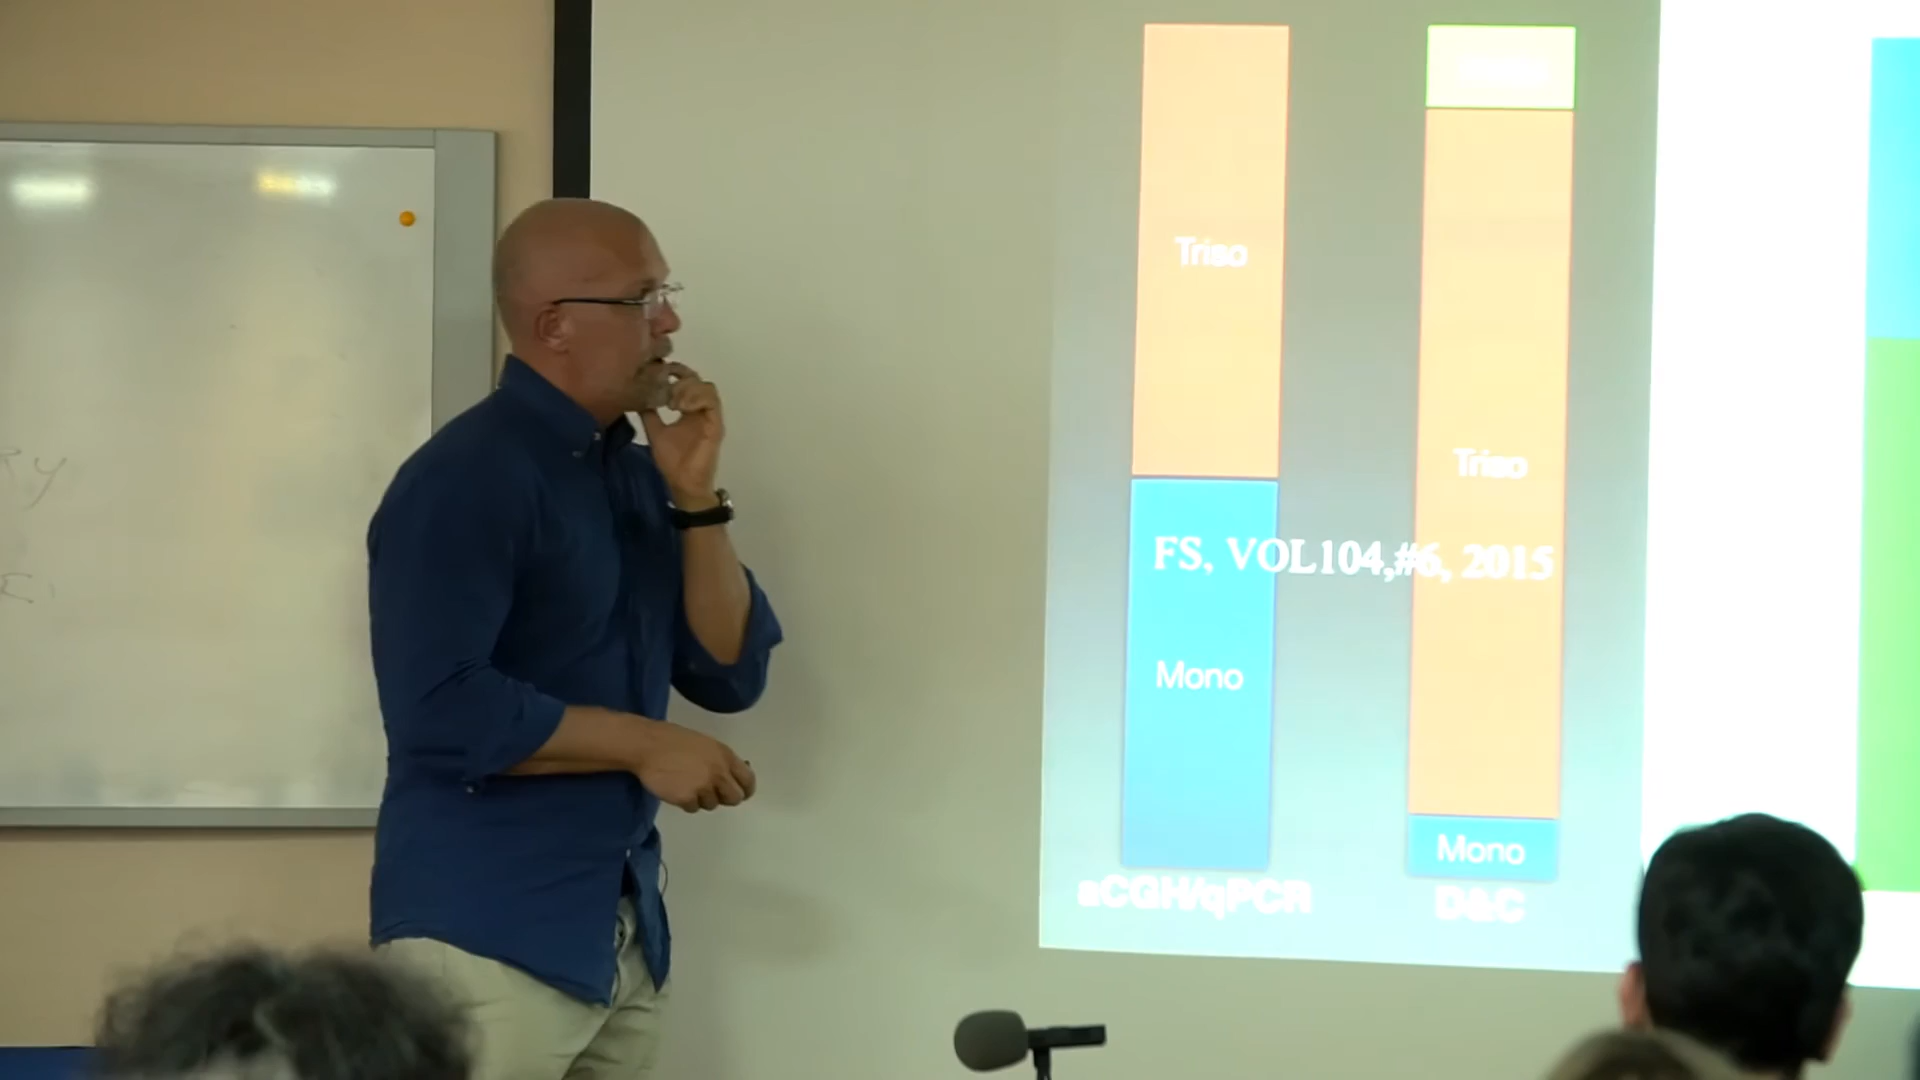 Triso
Triso
FS, VOL104,#6, 2015
Mono
Mono
aCGH/qPCR
D&C